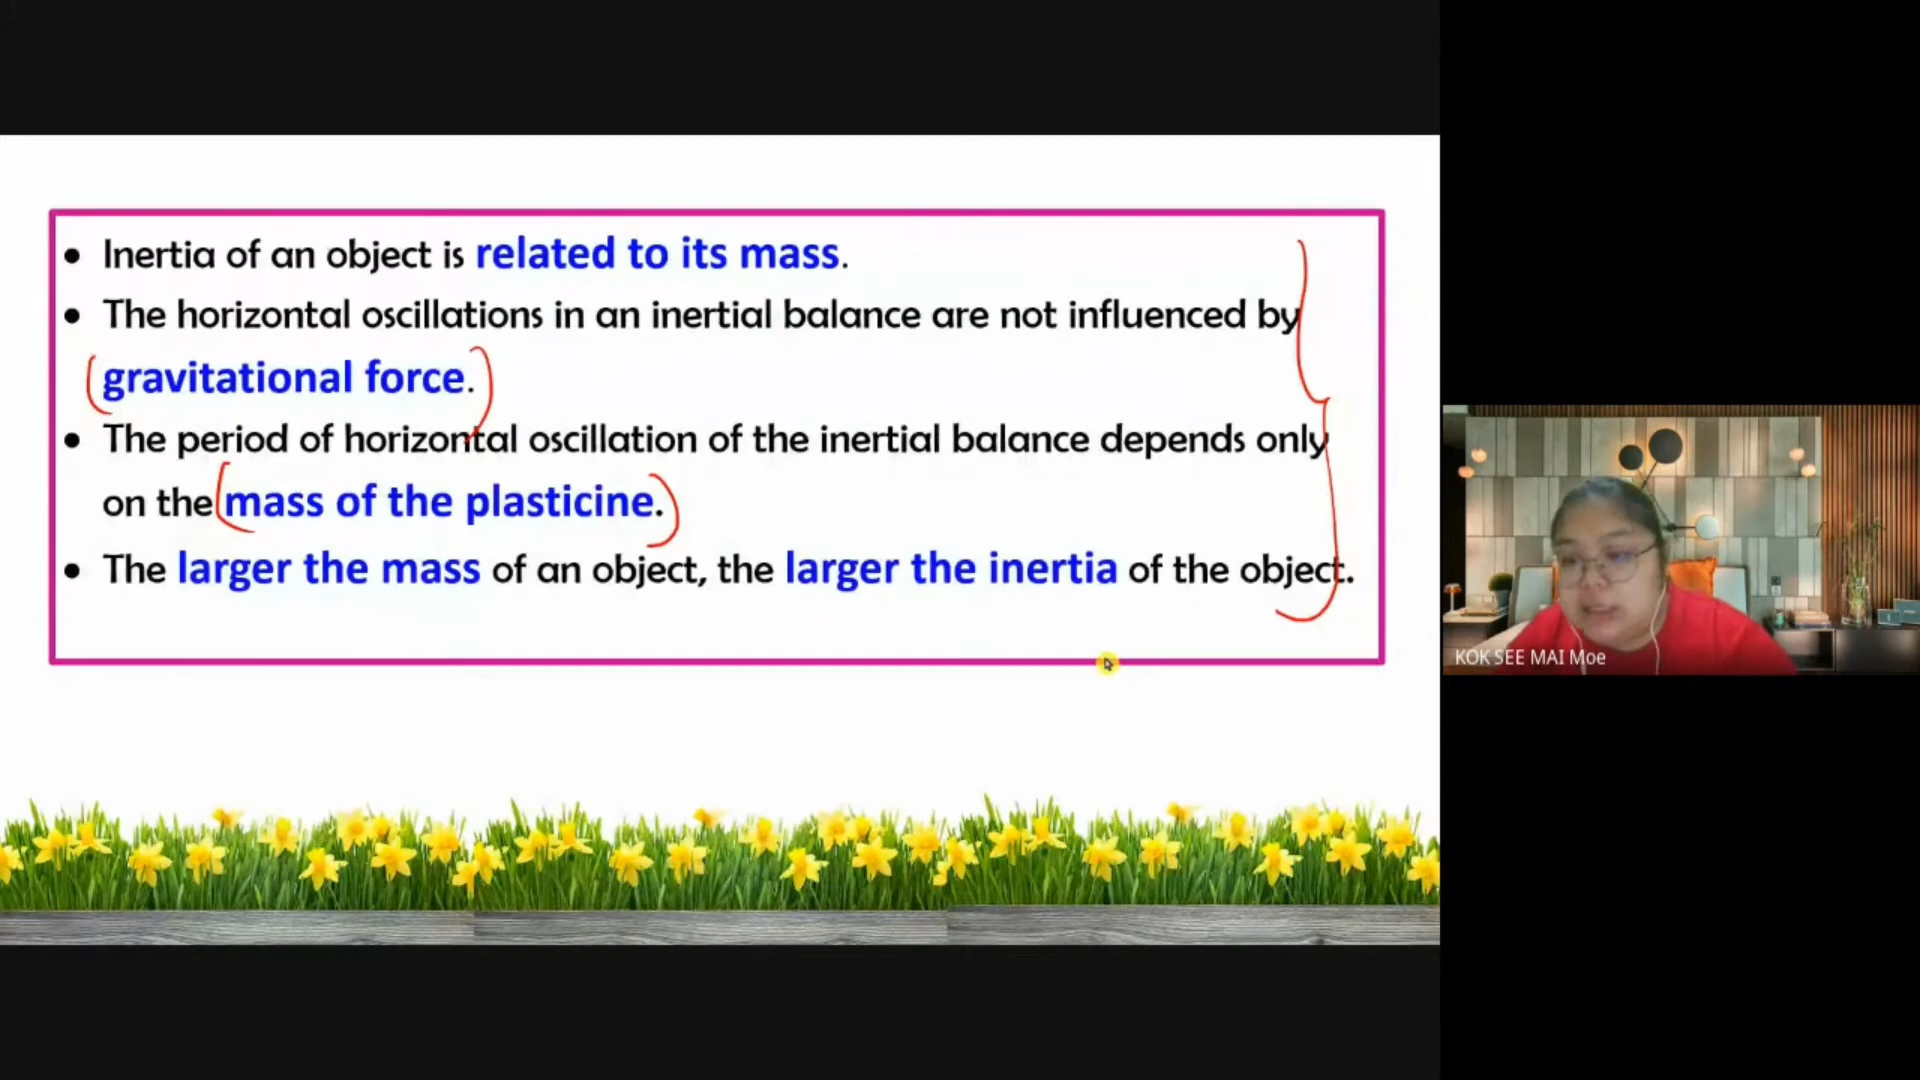 • Inertia of an object is related to its mass.
• The horizontal oscillations in an inertial balance are not influenced by
gravitational force.
• The period of horizontal oscillation of the inertial balance depends only
on the mass of the plasticine.
• The larger the mass of an object, the larger the inertia of the object.
KOK SEE MAI Moe